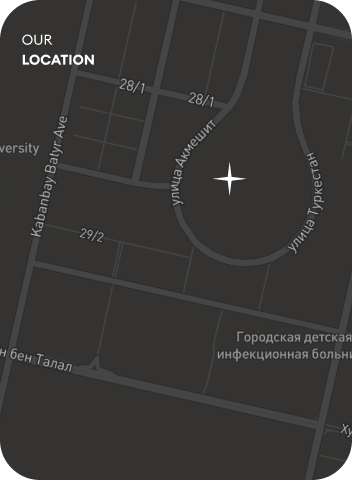 OUR
LOCATION
28/1
28/1
улица Акмешит
versity
Kabanbay Batyr Ave
улица Туркестан
29/2
Городская детская
инфекционная больни
н бен Талал
Ху